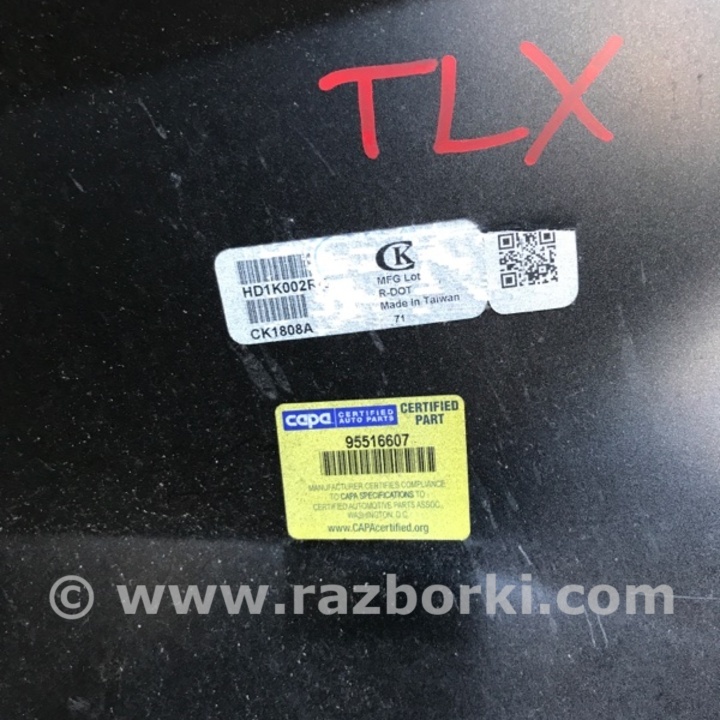 TLX
CK
MFG Lot
R-DOT
Made in Taiwan
71
CK1808A
capa CERTIFIED AUTO PARTS
CERTIFIED PART
95516607
MANUFACTURER CERTIFIES COMPLIANCE
TO CAPA SPECIFICATIONS TO
CERTIFIED AUTOMOTIVE PARTS ASSOC.,
WASHINGTON, D.C.
www.CAPAcertified.org
© www.razborki.com